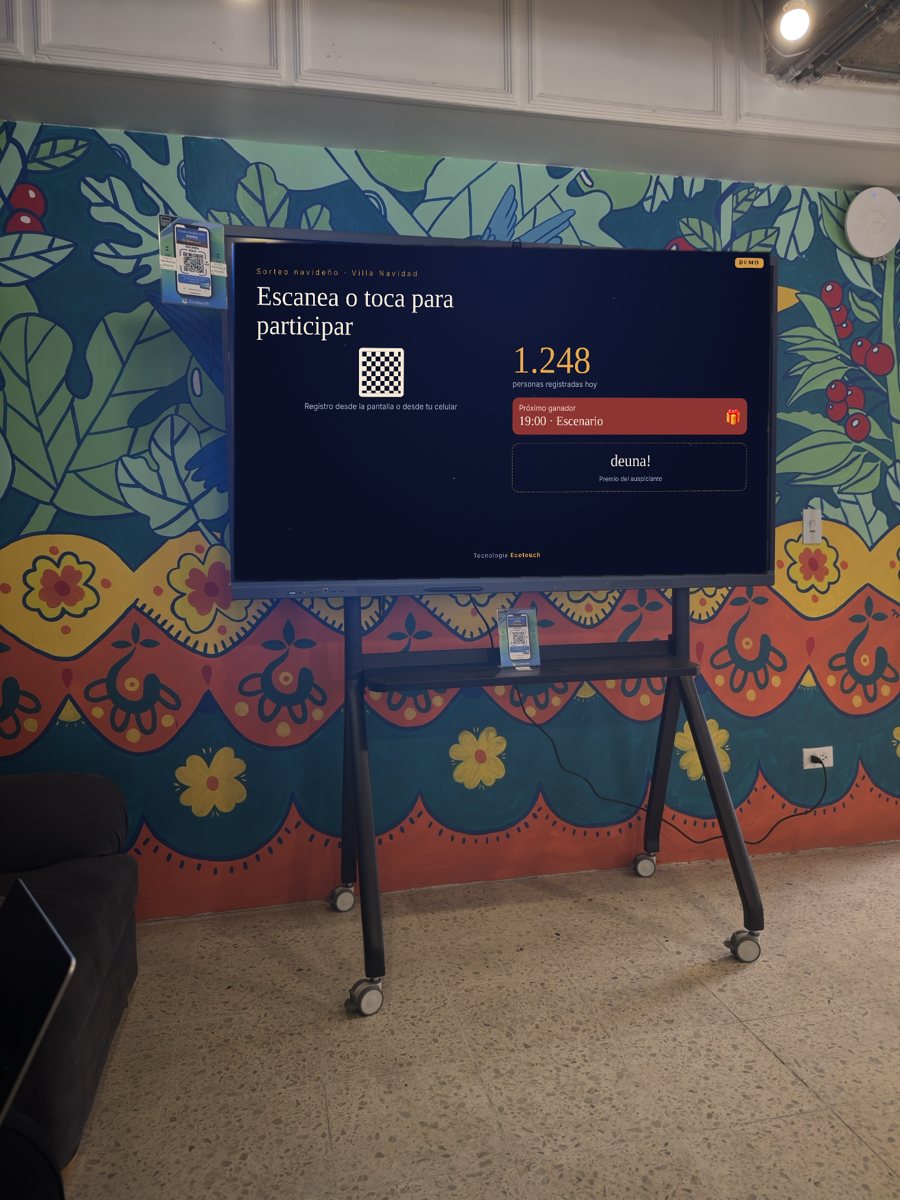 DEMO
Sorteo navideño · Villa Navidad
Escanea o toca para
participar
1.248
personas registradas hoy
Registro desde la pantalla o desde tu celular
Próximo ganador
19:00 · Escenario
deuna!
Premio del auspiciante
Tecnología Ecotouch